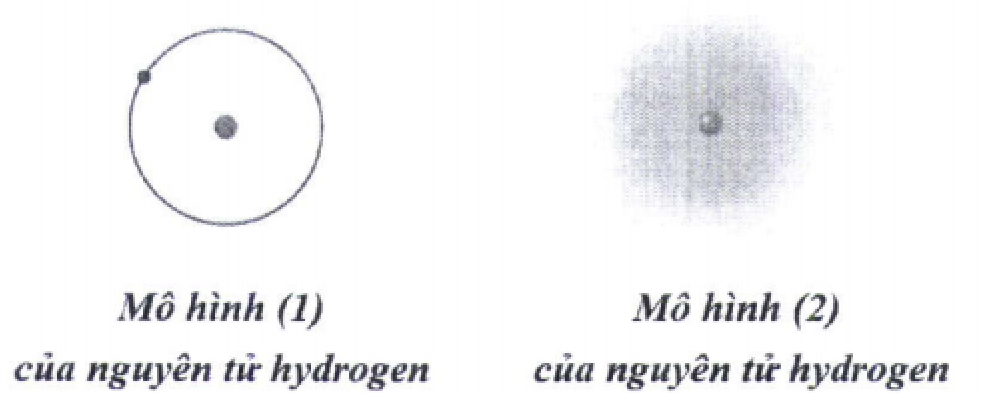 Mô hình (1)
của nguyên tử hydrogen
Mô hình (2)
của nguyên tử hydrogen